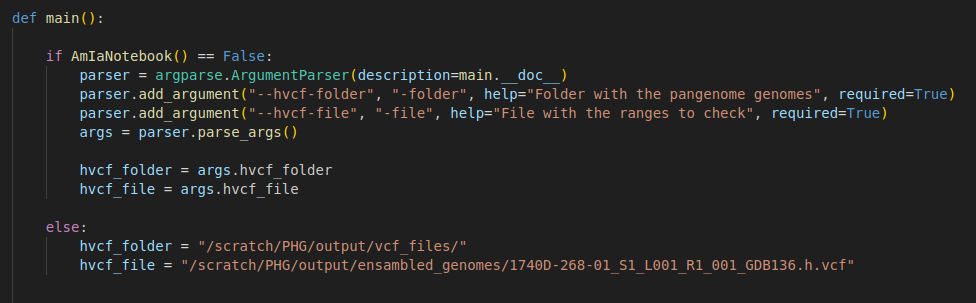 def main():
if AmIaNotebook() == False:
parser = argparse.ArgumentParser(description=main.__doc__)
parser.add_argument("--hvcf-folder", "-folder", help="Folder with the pangenome genomes", required=True)
parser.add_argument("--hvcf-file", "-file", help="File with the ranges to check", required=True)
args = parser.parse_args()
hvcf_folder = args.hvcf_folder
hvcf_file = args.hvcf_file
else:
hvcf_folder = "/scratch/PHG/output/vcf_files/"
hvcf_file = "/scratch/PHG/output/ensambled_genomes/1740D-268-01_S1_L001_R1_001_GDB136.h.vcf"